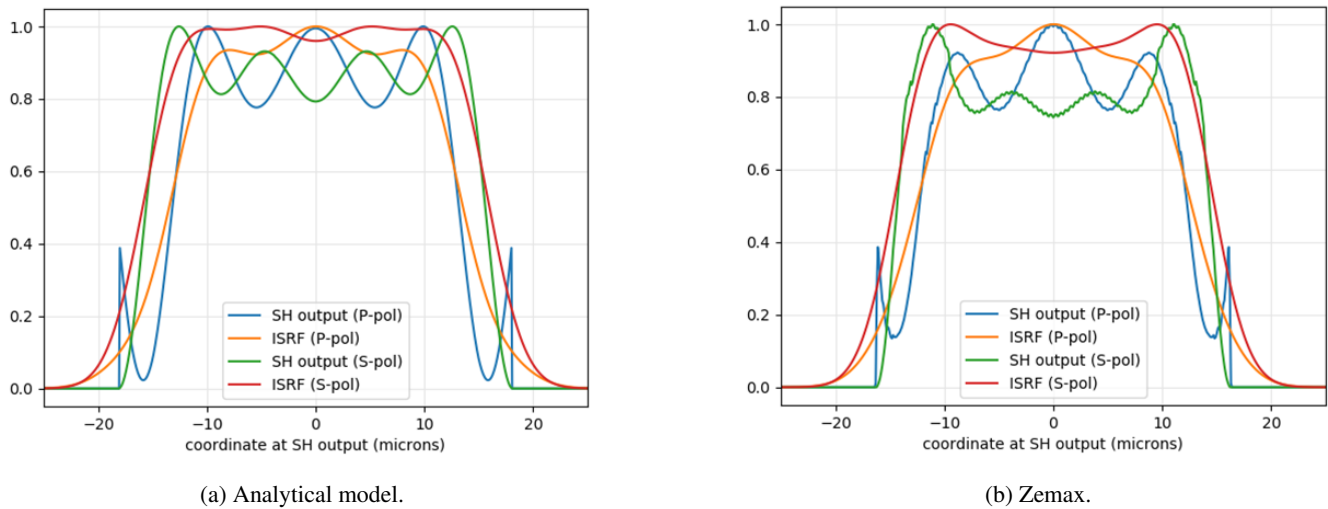 1.0
0.8
0.6
0.4
0.2
0.0
SH output (P-pol)
ISRF (P-pol)
SH output (S-pol)
ISRF (S-pol)
−20 −10 0 10 20
coordinate at SH output (microns)
(a) Analytical model.
1.0
0.8
0.6
0.4
0.2
0.0
SH output (P-pol)
ISRF (P-pol)
SH output (S-pol)
ISRF (S-pol)
−20 −10 0 10 20
coordinate at SH output (microns)
(b) Zemax.